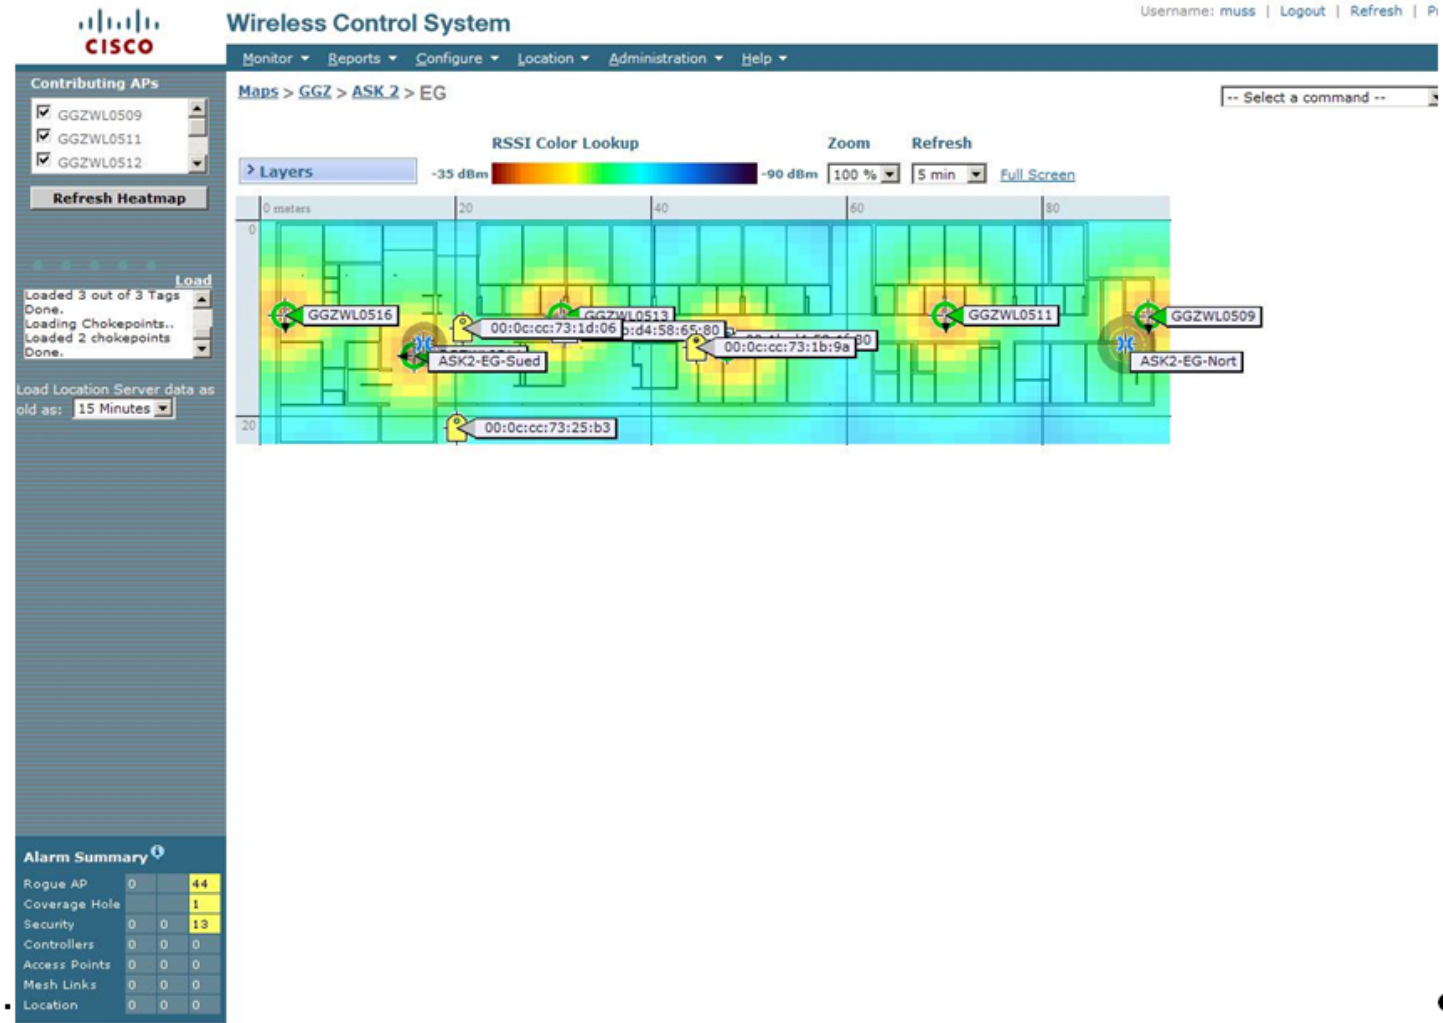 CISCO
Wireless Control System
Username: muss | Logout | Refresh |
Monitor Reports Configure Location Administration Help
Contributing APs
GGZWL0509
GGZWL0511
GGZWL0512
Refresh Heatmap
Load
Loaded 3 out of 3 Tags
Done.
Loading Chokepoints..
Loaded 2 chokepoints
Done.
Load Location Server data as
old as: 15 Minutes
Maps > GGZ > ASK 2 > EG
-- Select a command --
RSSI Color Lookup Zoom Refresh
> Layers -35 dBm -90 dBm 100 % 5 min Full Screen
0 meters 20 40 60 80
0
GGZWL0516 GGZWL0513 GGZWL0511 GGZWL0509
00:0c:cc:73:1d:06 :d4:58:65:80
00:0c:cc:73:1b:9a
ASK2-EG-Sued ASK2-EG-Nort
20 00:0c:cc:73:25:b3
Alarm Summary
Rogue AP 0 44
Coverage Hole 1
Security 0 0 13
Controllers 0 0 0
Access Points 0 0 0
Mesh Links 0 0 0
Location 0 0 0